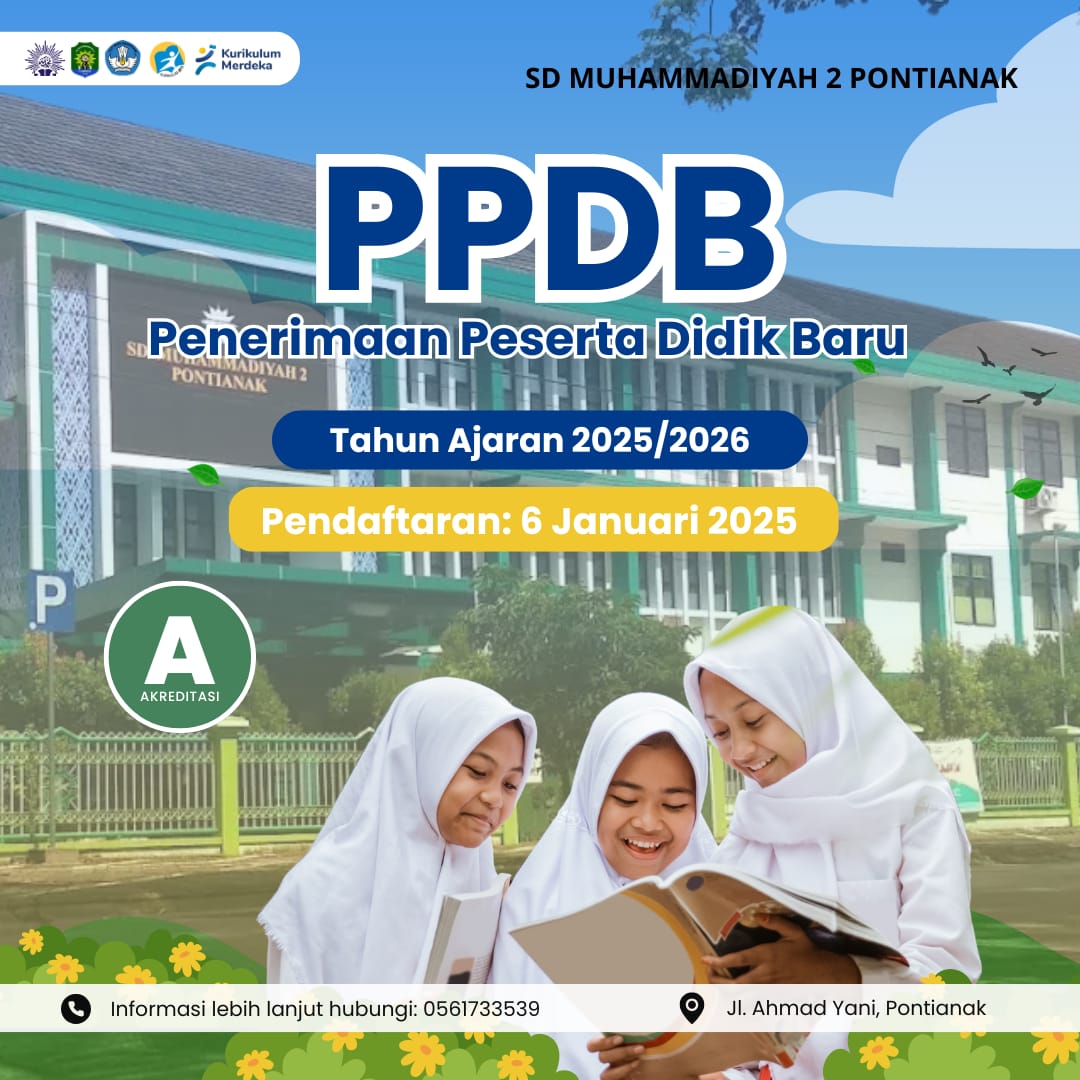 Kurikulum
Merdeka
SD MUHAMMADIYAH 2 PONTIANAK
PPDB
Penerimaan Peserta Didik Baru
SD MUHAMMADIYAH 2
PONTIANAK
Tahun Ajaran 2025/2026
Pendaftaran: 6 Januari 2025
P
A
AKREDITASI
Informasi lebih lanjut hubungi: 0561733539
Jl. Ahmad Yani, Pontianak